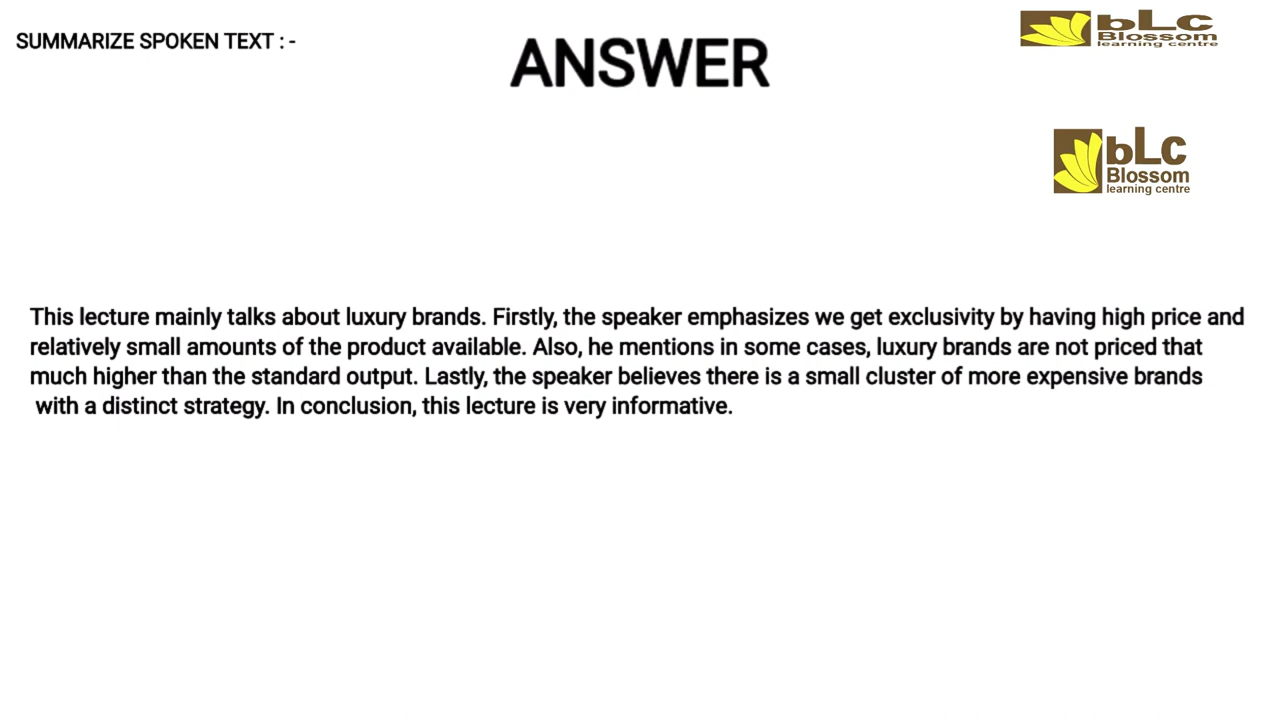 SUMMARIZE SPOKEN TEXT : -
ANSWER
bLc
Blossom
learning centre
bLc
Blossom
learning centre
This lecture mainly talks about luxury brands. Firstly, the speaker emphasizes we get exclusivity by having high price and
relatively small amounts of the product available. Also, he mentions in some cases, luxury brands are not priced that
much higher than the standard output. Lastly, the speaker believes there is a small cluster of more expensive brands
with a distinct strategy. In conclusion, this lecture is very informative.